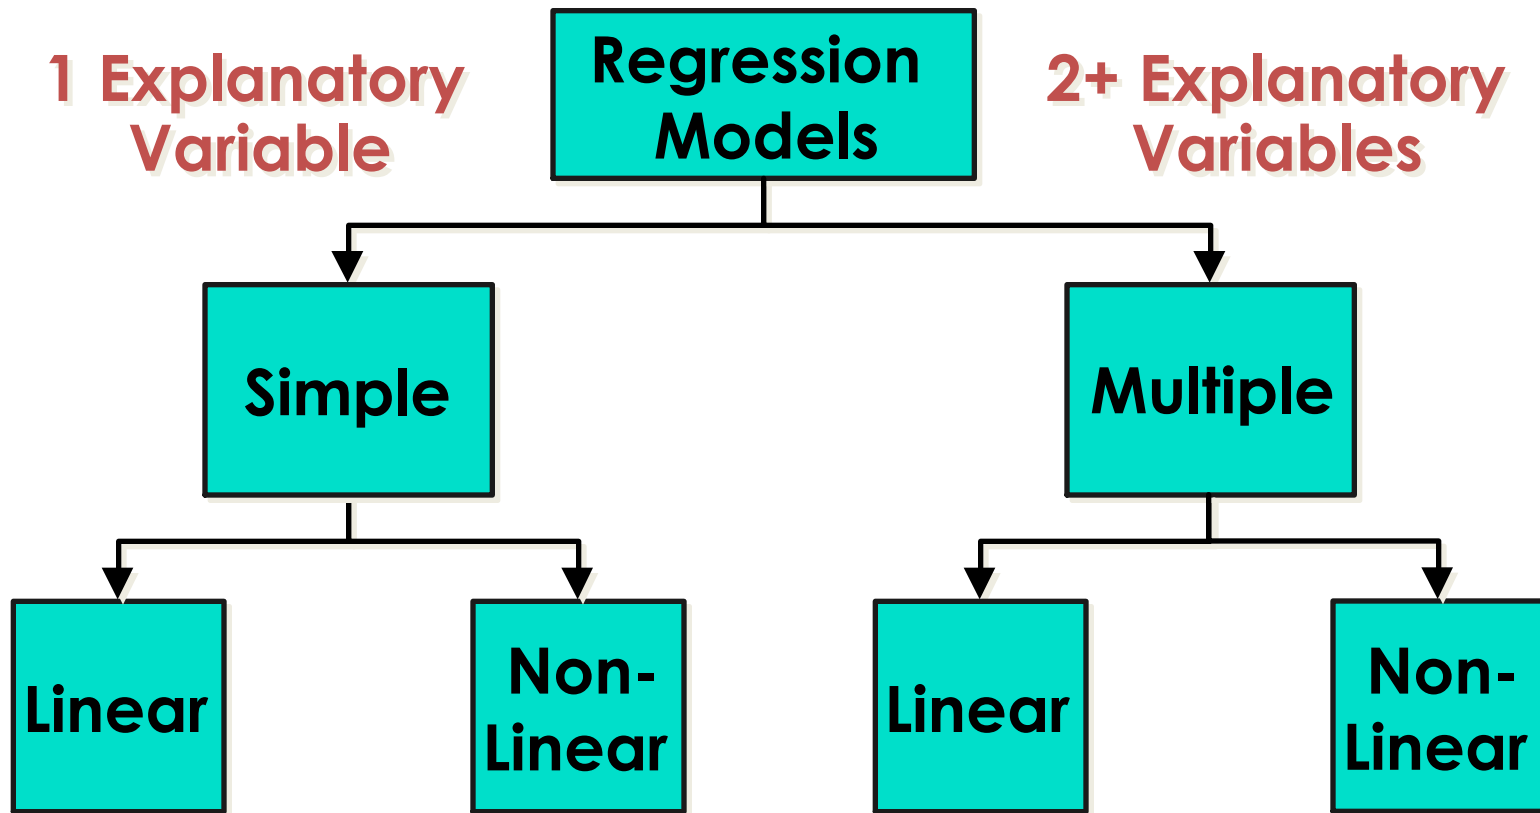 1 Explanatory
Variable
Regression
Models
2+ Explanatory
Variables
Simple
Multiple
Linear
Non-
Linear
Linear
Non-
Linear